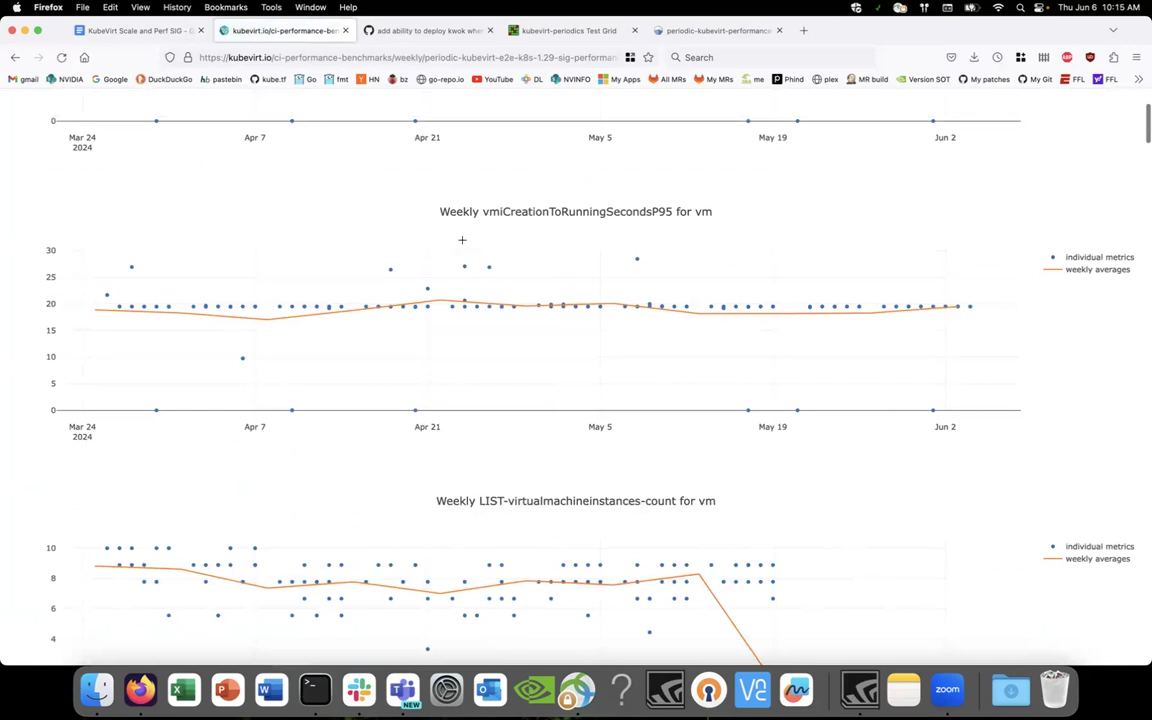 Firefox File Edit View History Bookmarks Tools Window Help Thu Jun 6 10:15 AM
KubeVirt Scale and Perf SIG - G × kubevirt.io/ci-performance-ben × add ability to deploy kwok whe × kubevirt-periodics Test Grid × periodic-kubevirt-performance × +
https://kubevirt.io/ci-performance-benchmarks/weekly/periodic-kubevirt-e2e-k8s-1.29-sig-performan Search
gmail NVIDIA Google DuckDuckGo pastebin kube.tf Go fmt HN bz go-repo.io YouTube DL NVINFO My Apps All MRs My MRs me Phind MR build plex Version SOT My patches My Git FFL FFL »
0
Mar 24 Apr 7 Apr 21 May 5 May 19 Jun 2
2024
Weekly vmiCreationToRunningSecondsP95 for vm
30
individual metrics
weekly averages
25
20
15
10
5
0
Mar 24 Apr 7 Apr 21 May 5 May 19 Jun 2
2024
Weekly LIST-virtualmachineinstances-count for vm
10
individual metrics
weekly averages
8
6
4
NEW
zoom